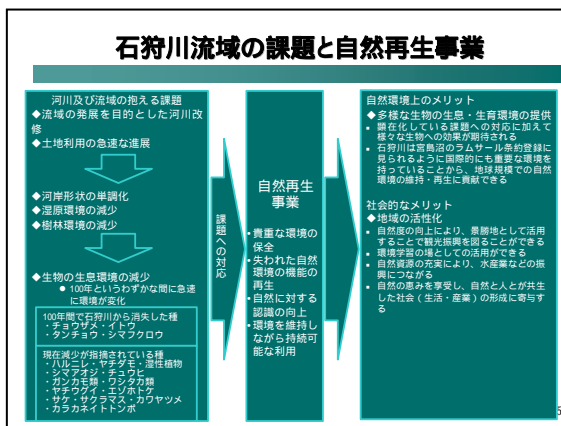 石狩川流域の課題と自然再生事業
河川及び流域の抱える課題
◆流域の発展を目的とした河川改
修
◆土地利用の急速な進展
◆河岸形状の単調化
◆湿原環境の減少
◆樹林環境の減少
◆生物の生息環境の減少
● 100年というわずかな間に急速
に環境が変化
100年間で石狩川から消失した種
・チョウザメ・イトウ
・タンチョウ・シマフクロウ
現在減少が指摘されている種
・ハルニレ・ヤチダモ・湿性植物
・シマアオジ・チュウヒ
・ガンカモ類・ワシタカ類
・ヤチウグイ・エゾホトケ
・サケ・サクラマス・カワヤツメ
・カラカネイトトンボ
課題への対応
自然再生
事業
•貴重な環境の
保全
•失われた自然
環境の機能の
再生
•自然に対する
認識の向上
•環境を維持し
ながら持続可
能な利用
自然環境上のメリット
◆多様な生物の生息・生育環境の提供
● 顕在化している課題への対応に加えて
様々な生物への効果が期待される
● 石狩川は宮島沼のラムサール条約登録に
見られるように国際的にも重要な環境を
持っていることから、地球規模での自然
環境の維持・再生に貢献できる
社会的なメリット
◆地域の活性化
● 自然度の向上により、景勝地として活用
することで観光振興を図ることができる
● 環境学習の場としての活用ができる
● 自然資源の充実により、水産業などの振
興につながる
● 自然の恵みを享受し、自然と人とが共生
した社会（生活・産業）の形成に寄与す
る
5